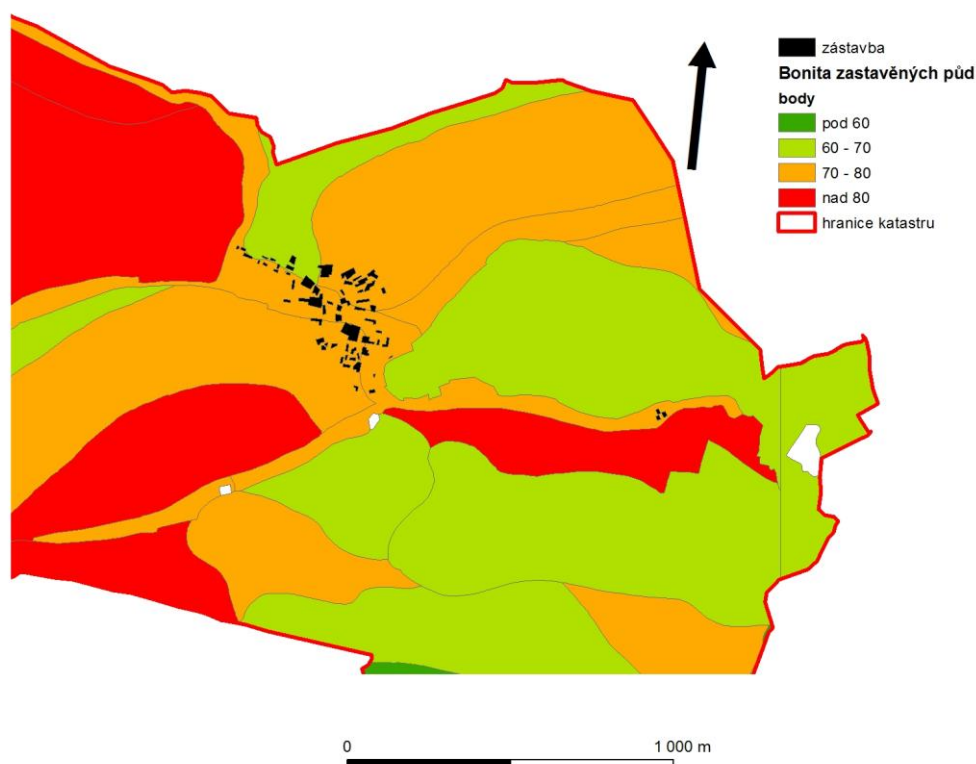 zástavba
Bonita zastavěných půd
body
pod 60
60 - 70
70 - 80
nad 80
hranice katastru
0 1 000 m